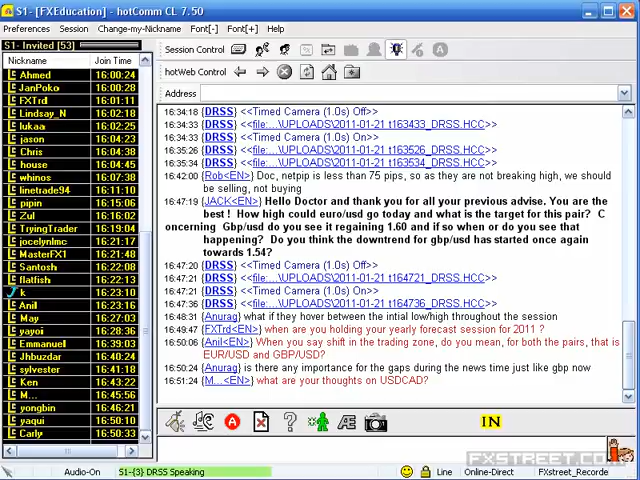 S1- [FXEducation] - hotComm CL 7.50
Preferences Session Change-my-Nickname Font[-] Font[+] Help
S1- Invited [53]
Nickname Join Time
Ahmed 16:00:24
JanPoko 16:00:28
FXTrd 16:01:11
Lindsay_N 16:02:18
lukaa 16:02:25
jason 16:04:23
Chris 16:04:38
house 16:04:45
whinos 16:07:38
linetrade94 16:11:10
pipin 16:15:06
Zul 16:16:06
TryingTrader 16:19:04
jocelynlmc 16:21:17
MasterFX1 16:21:48
Santosh 16:22:08
flatfish 16:22:13
k 16:23:10
Anil 16:23:16
May 16:27:03
yayoi 16:28:36
Emmanuel 16:39:03
Jhbuzdar 16:40:24
sylvester 16:41:18
Ken 16:43:22
M... 16:45:56
yongbin 16:46:21
yaqui 16:50:10
Carly 16:50:33
Session Control
hotWeb Control
Address
16:34:18 {DRSS} <<Timed Camera (1.0s) Off>>
16:34:33 {DRSS} <<file:...\UPLOADS\2011-01-21 t163433_DRSS.HCC>>
16:34:33 {DRSS} <<Timed Camera (1.0s) On>>
16:35:26 {DRSS} <<file:...\UPLOADS\2011-01-21 t163526_DRSS.HCC>>
16:35:34 {DRSS} <<file:...\UPLOADS\2011-01-21 t163534_DRSS.HCC>>
16:42:00 {Rob<EN} Doc, netpip is less than 75 pips, so as they are not breaking high, we should
be selling, not buying
16:47:19 {JACK<EN} Hello Doctor and thank you for all your previous advise. You are the
best ! How high could euro/usd go today and what is the target for this pair? C
oncerning Gbp/usd do you see it regaining 1.60 and if so when or do you see that
happening? Do you think the downtrend for gbp/usd has started once again
towards 1.54?
16:47:20 {DRSS} <<Timed Camera (1.0s) Off>>
16:47:21 {DRSS} <<file:...\UPLOADS\2011-01-21 t164721_DRSS.HCC>>
16:47:21 {DRSS} <<Timed Camera (1.0s) On>>
16:47:36 {DRSS} <<file:...\UPLOADS\2011-01-21 t164736_DRSS.HCC>>
16:48:31 {Anurag} what if they hover between the intial low/high throughout the session
16:49:47 {FXTrd<EN} when are you holding your yearly forecast session for 2011 ?
16:50:06 {Anil<EN} When you say shift in the trading zone, do you mean, for both the pairs, that is
EUR/USD and GBP/USD?
16:50:24 {Anurag} is there any importance for the gaps during the news time just like gbp now
16:51:24 {M...<EN} what are your thoughts on USDCAD?
IN
FXSTREET.COM
Audio-On S1-{3} DRSS Speaking Line Online-Direct FXstreet_Recorde